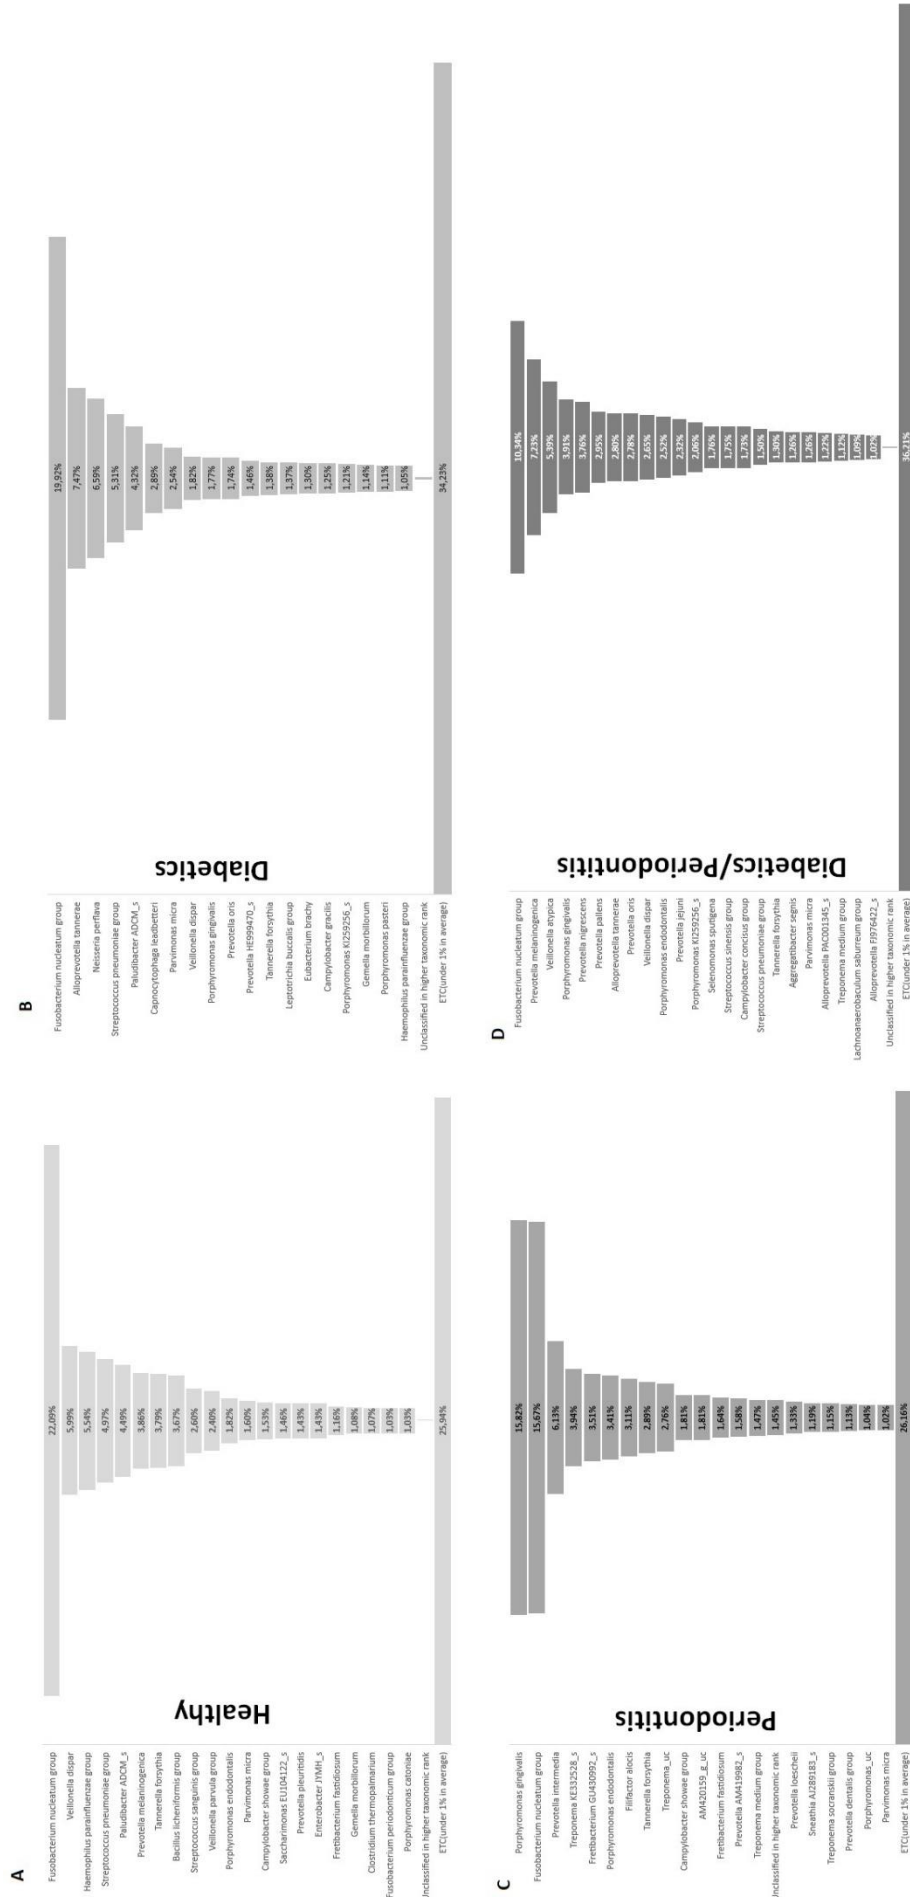 A
Healthy
Fusobacterium nucleatum group 22,09%
Veillonella dispar 5,99%
Haemophilus parainfluenzae group 5,54%
Streptococcus pneumoniae group 4,97%
Paludibacter ADCM_s 4,49%
Prevotella melaninogenica 3,86%
Tannerella forsythia 3,79%
Bacillus licheniformis group 3,67%
Streptococcus sanguinis group 2,60%
Veillonella parvula group 2,40%
Porphyromonas endodontalis 1,82%
Parvimonas micra 1,60%
Campylobacter showae group 1,53%
Saccharimonas EU104122_s 1,46%
Prevotella pleuritidis 1,43%
Enterobacter JYMH_s 1,43%
Fretibacterium fastidiosum 1,16%
Gemella morbillorum 1,08%
Clostridium thermopalmarium 1,07%
Fusobacterium periodonticum group 1,03%
Porphyromonas catoniae 1,03%
Unclassified in higher taxonomic rank
ETC(under 1% in average) 25,94%
B
Diabetics
Fusobacterium nucleatum group 19,92%
Alloprevotella tannerae 7,47%
Neisseria perflava 6,59%
Streptococcus pneumoniae group 5,31%
Paludibacter ADCM_s 4,32%
Capnocytophaga leadbetteri 2,89%
Parvimonas micra 2,54%
Veillonella dispar 1,82%
Porphyromonas gingivalis 1,77%
Prevotella oris 1,74%
Prevotella HE599470_s 1,46%
Tannerella forsythia 1,38%
Leptotrichia buccalis group 1,37%
Eubacterium brachy 1,30%
Campylobacter gracilis 1,25%
Porphyromonas KI259256_s 1,21%
Gemella morbillorum 1,14%
Porphyromonas pasteri 1,11%
Haemophilus parainfluenzae group 1,05%
Unclassified in higher taxonomic rank
ETC(under 1% in average) 34,23%
C
Periodontitis
Porphyromonas gingivalis 15,82%
Fusobacterium nucleatum group 15,67%
Prevotella intermedia 6,13%
Treponema KE332528_s 3,94%
Fretibacterium GU430992_s 3,51%
Porphyromonas endodontalis 3,41%
Filifactor alocis 3,11%
Tannerella forsythia 2,89%
Treponema_uc 2,76%
Campylobacter showae group 1,81%
AM420159_g_uc 1,81%
Fretibacterium fastidiosum 1,64%
Prevotella AM419982_s 1,58%
Treponema medium group 1,47%
Unclassified in higher taxonomic rank 1,45%
Prevotella loescheii 1,33%
Sneathia AJ289183_s 1,19%
Treponema socranskii group 1,15%
Prevotella dentalis group 1,13%
Porphyromonas_uc 1,04%
Parvimonas micra 1,02%
ETC(under 1% in average) 26,16%
D
Diabetics/Periodontitis
Fusobacterium nucleatum group 10,34%
Prevotella melaninogenica 7,23%
Veillonella atypica 5,39%
Porphyromonas gingivalis 3,91%
Prevotella nigrescens 3,76%
Prevotella pallens 2,95%
Alloprevotella tannerae 2,80%
Prevotella oris 2,78%
Veillonella dispar 2,65%
Porphyromonas endodontalis 2,52%
Prevotella jejuni 2,32%
Porphyromonas KI259256_s 2,06%
Selenomonas sputigena 1,76%
Streptococcus sinensis group 1,75%
Campylobacter concisus group 1,73%
Streptococcus pneumoniae group 1,50%
Tannerella forsythia 1,30%
Aggregatibacter segnis 1,26%
Parvimonas micra 1,26%
Alloprevotella PAC001345_s 1,22%
Treponema medium group 1,12%
Lachnoanaerobaculum saburreum group 1,09%
Alloprevotella FJ976422_s 1,02%
Unclassified in higher taxonomic rank
ETC(under 1% in average) 36,21%